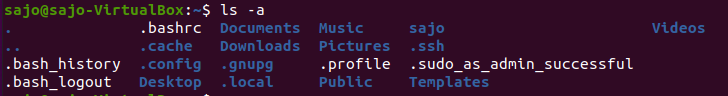 sajo@sajo-VirtualBox:~$ ls -a
. .bashrc Documents Music sajo Videos
.. .cache Downloads Pictures .ssh
.bash_history .config .gnupg .profile .sudo_as_admin_successful
.bash_logout Desktop .local Public Templates